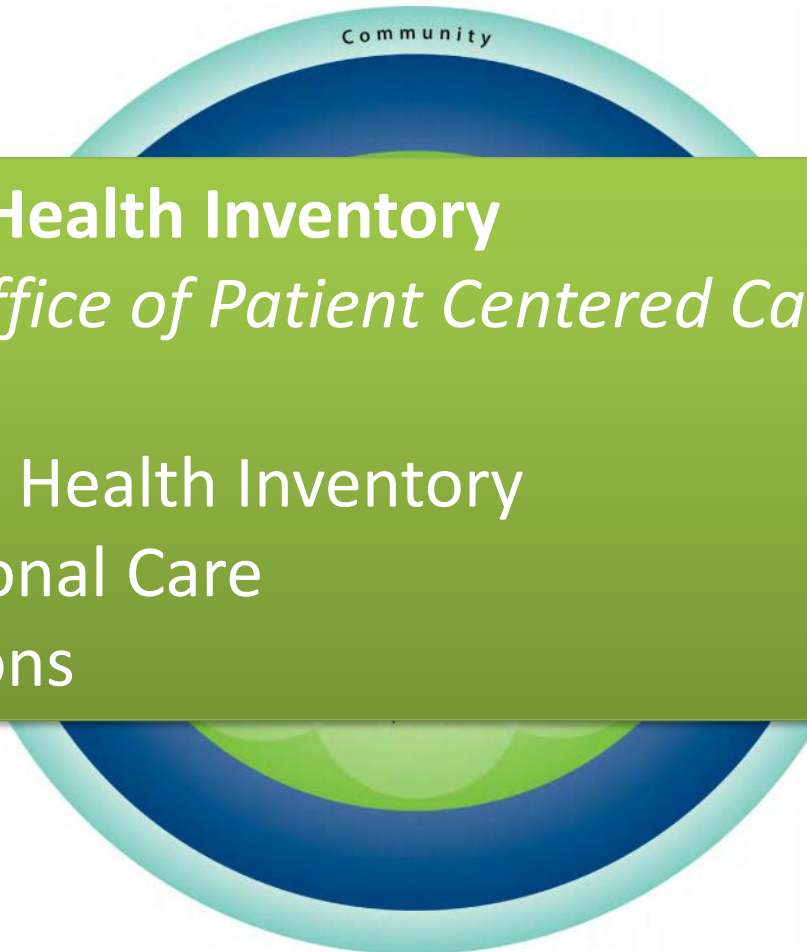 Community
Health Inventory
ffice of Patient Centered Ca
Health Inventory
onal Care
ons